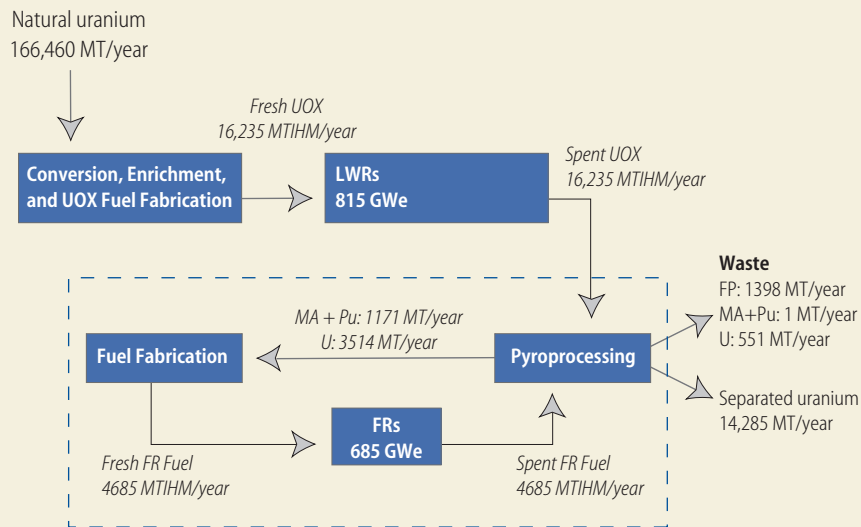 Natural uranium
166,460 MT/year
Fresh UOX
16,235 MTIHM/year
Conversion, Enrichment,
and UOX Fuel Fabrication
LWRs
815 GWe
Spent UOX
16,235 MTIHM/year
Waste
FP: 1398 MT/year
MA+Pu: 1 MT/year
U: 551 MT/year
MA + Pu: 1171 MT/year
U: 3514 MT/year
Fuel Fabrication
Pyroprocessing
Separated uranium
14,285 MT/year
FRs
685 GWe
Fresh FR Fuel
4685 MTIHM/year
Spent FR Fuel
4685 MTIHM/year